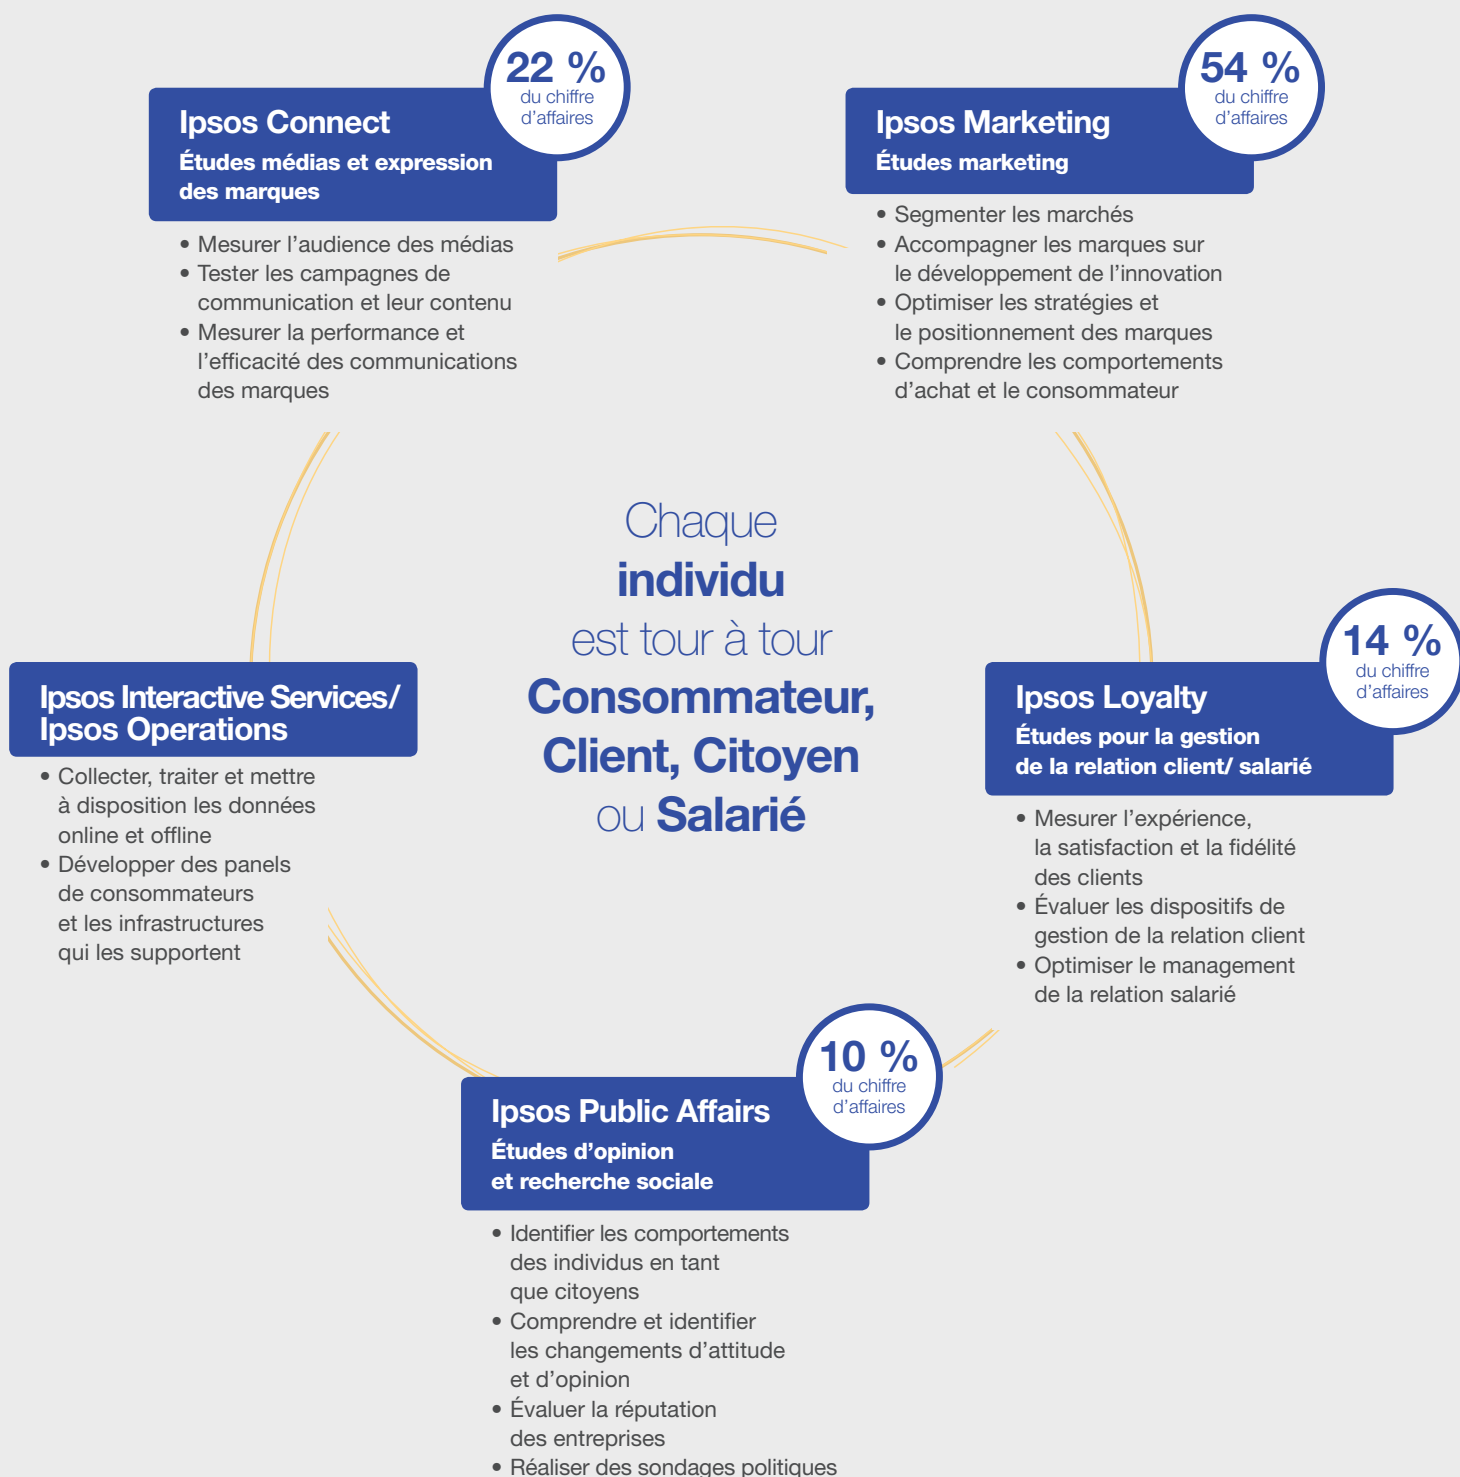 22 %
du chiffre
d'affaires
Ipsos Connect
Études médias et expression
des marques
• Mesurer l'audience des médias
• Tester les campagnes de
communication et leur contenu
• Mesurer la performance et
l'efficacité des communications
des marques
54 %
du chiffre
d'affaires
Ipsos Marketing
Études marketing
• Segmenter les marchés
• Accompagner les marques sur
le développement de l'innovation
• Optimiser les stratégies et
le positionnement des marques
• Comprendre les comportements
d'achat et le consommateur
Chaque
individu
est tour à tour
Consommateur,
Client, Citoyen
ou Salarié
Ipsos Interactive Services/
Ipsos Operations
• Collecter, traiter et mettre
à disposition les données
online et offline
• Développer des panels
de consommateurs
et les infrastructures
qui les supportent
14 %
du chiffre
d'affaires
Ipsos Loyalty
Études pour la gestion
de la relation client/ salarié
• Mesurer l'expérience,
la satisfaction et la fidélité
des clients
• Évaluer les dispositifs de
gestion de la relation client
• Optimiser le management
de la relation salarié
10 %
du chiffre
d'affaires
Ipsos Public Affairs
Études d'opinion
et recherche sociale
• Identifier les comportements
des individus en tant
que citoyens
• Comprendre et identifier
les changements d'attitude
et d'opinion
• Évaluer la réputation
des entreprises
• Réaliser des sondages politiques